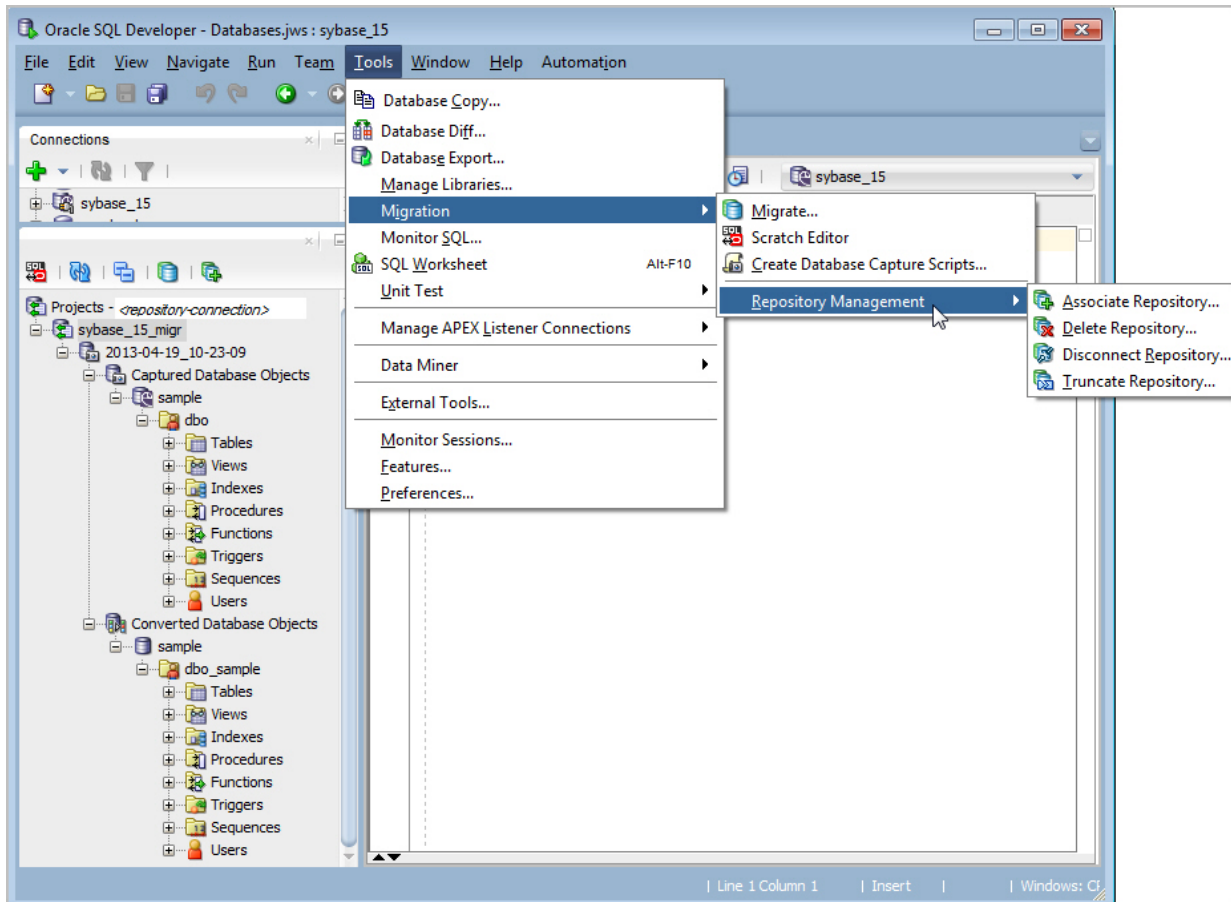 Oracle SQL Developer - Databases.jws : sybase_15
File Edit View Navigate Run Team Tools Window Help Automation
Connections
sybase_15
Projects - <repository-connection>
sybase_15_migr
2013-04-19_10-23-09
Captured Database Objects
sample
dbo
Tables
Views
Indexes
Procedures
Functions
Triggers
Sequences
Users
Converted Database Objects
sample
dbo_sample
Tables
Views
Indexes
Procedures
Functions
Triggers
Sequences
Users
Database Copy...
Database Diff...
Database Export...
Manage Libraries...
Migration
Monitor SQL...
SQL Worksheet Alt-F10
Unit Test
Manage APEX Listener Connections
Data Miner
External Tools...
Monitor Sessions...
Features...
Preferences...
sybase_15
Migrate...
Scratch Editor
Create Database Capture Scripts...
Repository Management
Associate Repository...
Delete Repository...
Disconnect Repository...
Truncate Repository...
| Line 1 Column 1 | Insert | | Windows: